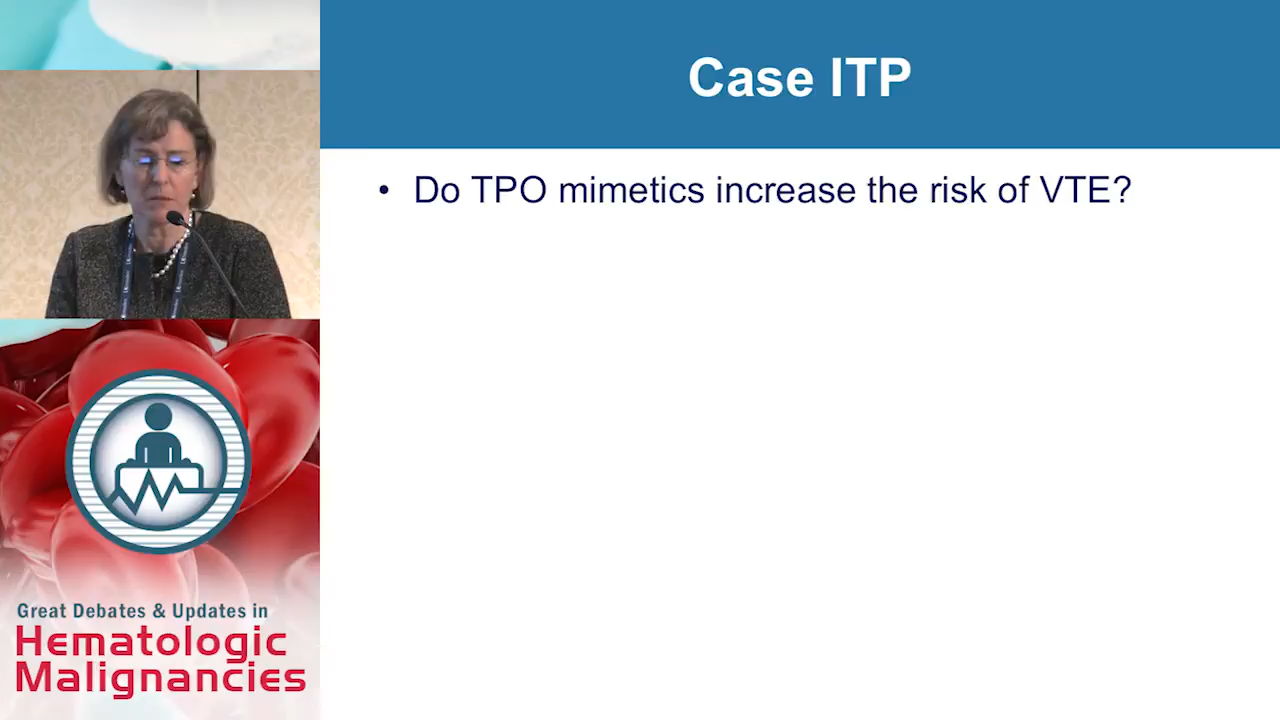 Case ITP
• Do TPO mimetics increase the risk of VTE?
Great Debates & Updates in
Hematologic
Malignancies